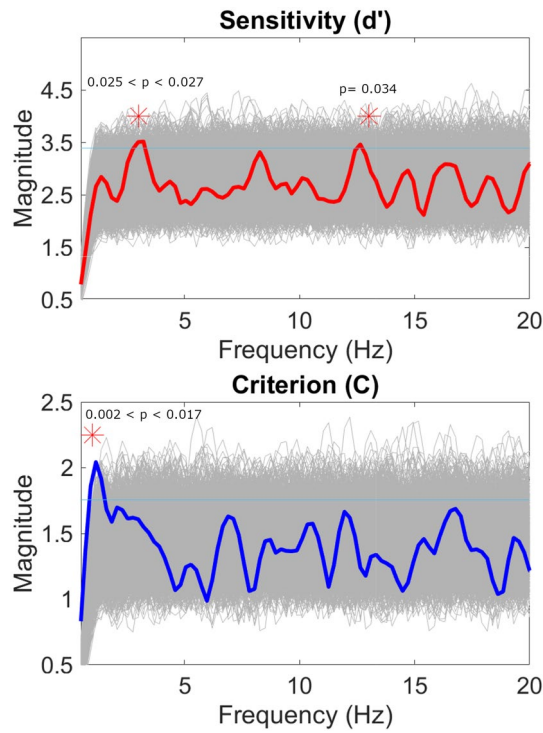 Sensitivity (d')
4.5
3.5
2.5
1.5
0.5
Magnitude
0.025 < p < 0.027
p= 0.034
5
10
15
20
Frequency (Hz)
Criterion (C)
2.5
2
1.5
1
0.5
Magnitude
0.002 < p < 0.017
5
10
15
20
Frequency (Hz)